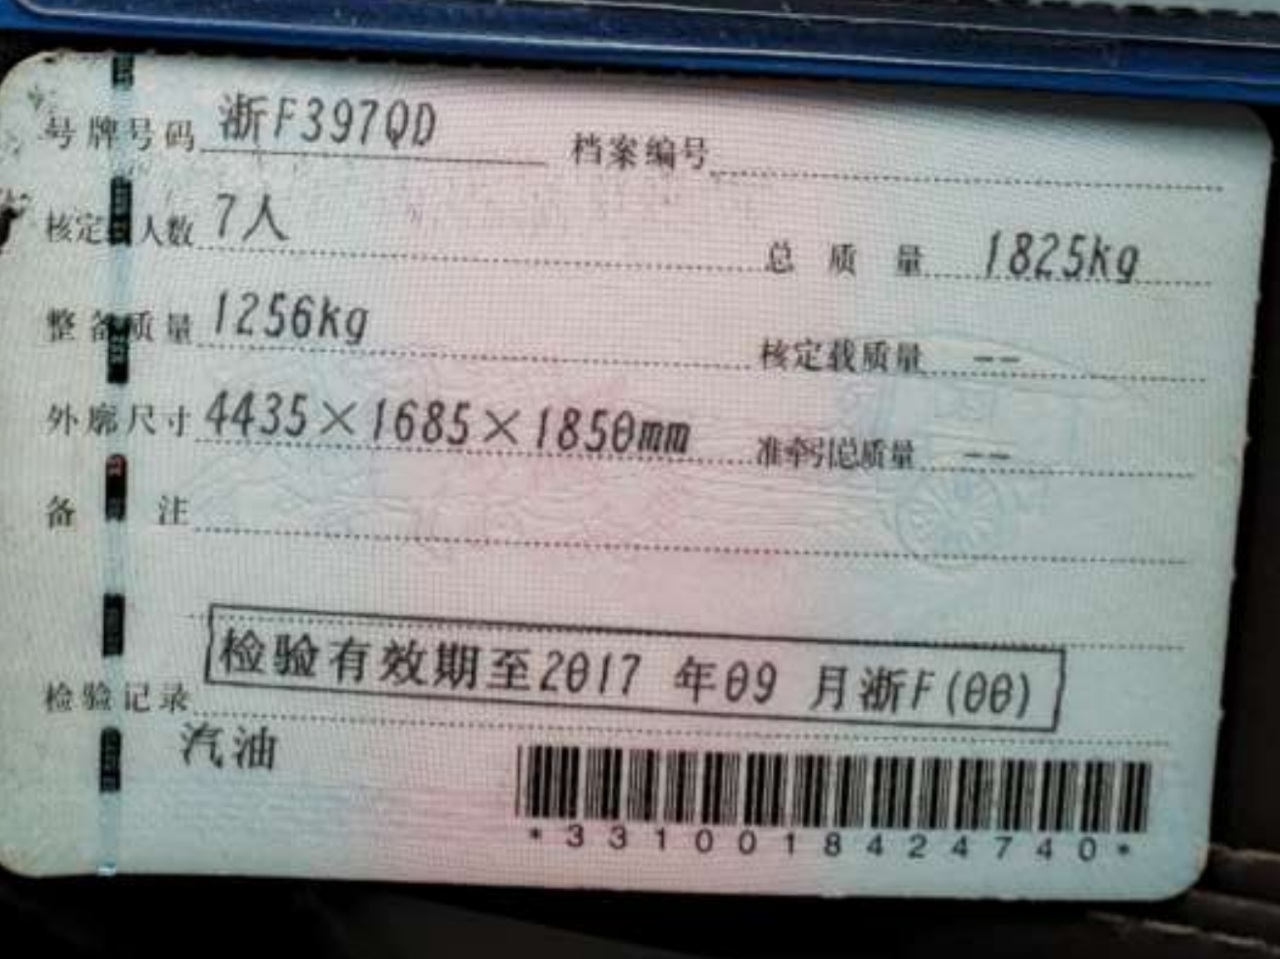 号牌号码 浙F397QD 档案编号
核定人数 7人 总质量 1825kg
整备质量 1256kg 核定载质量 --
外廓尺寸 4435×1685×1850mm 准牵引总质量 --
备注
检验有效期至2017 年09 月浙F(00)
检验记录
汽油
*3310018424740*